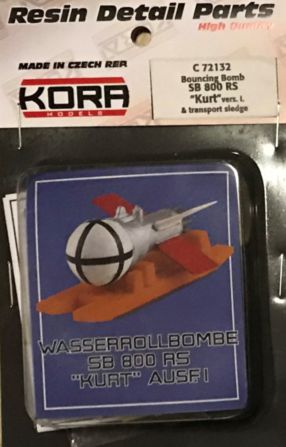 Resin Detail Parts
High Quality
MADE IN CZECH REP.
KORA
MODELS
C 72132
Bouncing Bomb
SB 800 RS
"Kurt" vers. I.
& transport sledge
WASSERROLLBOMBE
SB 800 RS
"KURT" AUSF. I